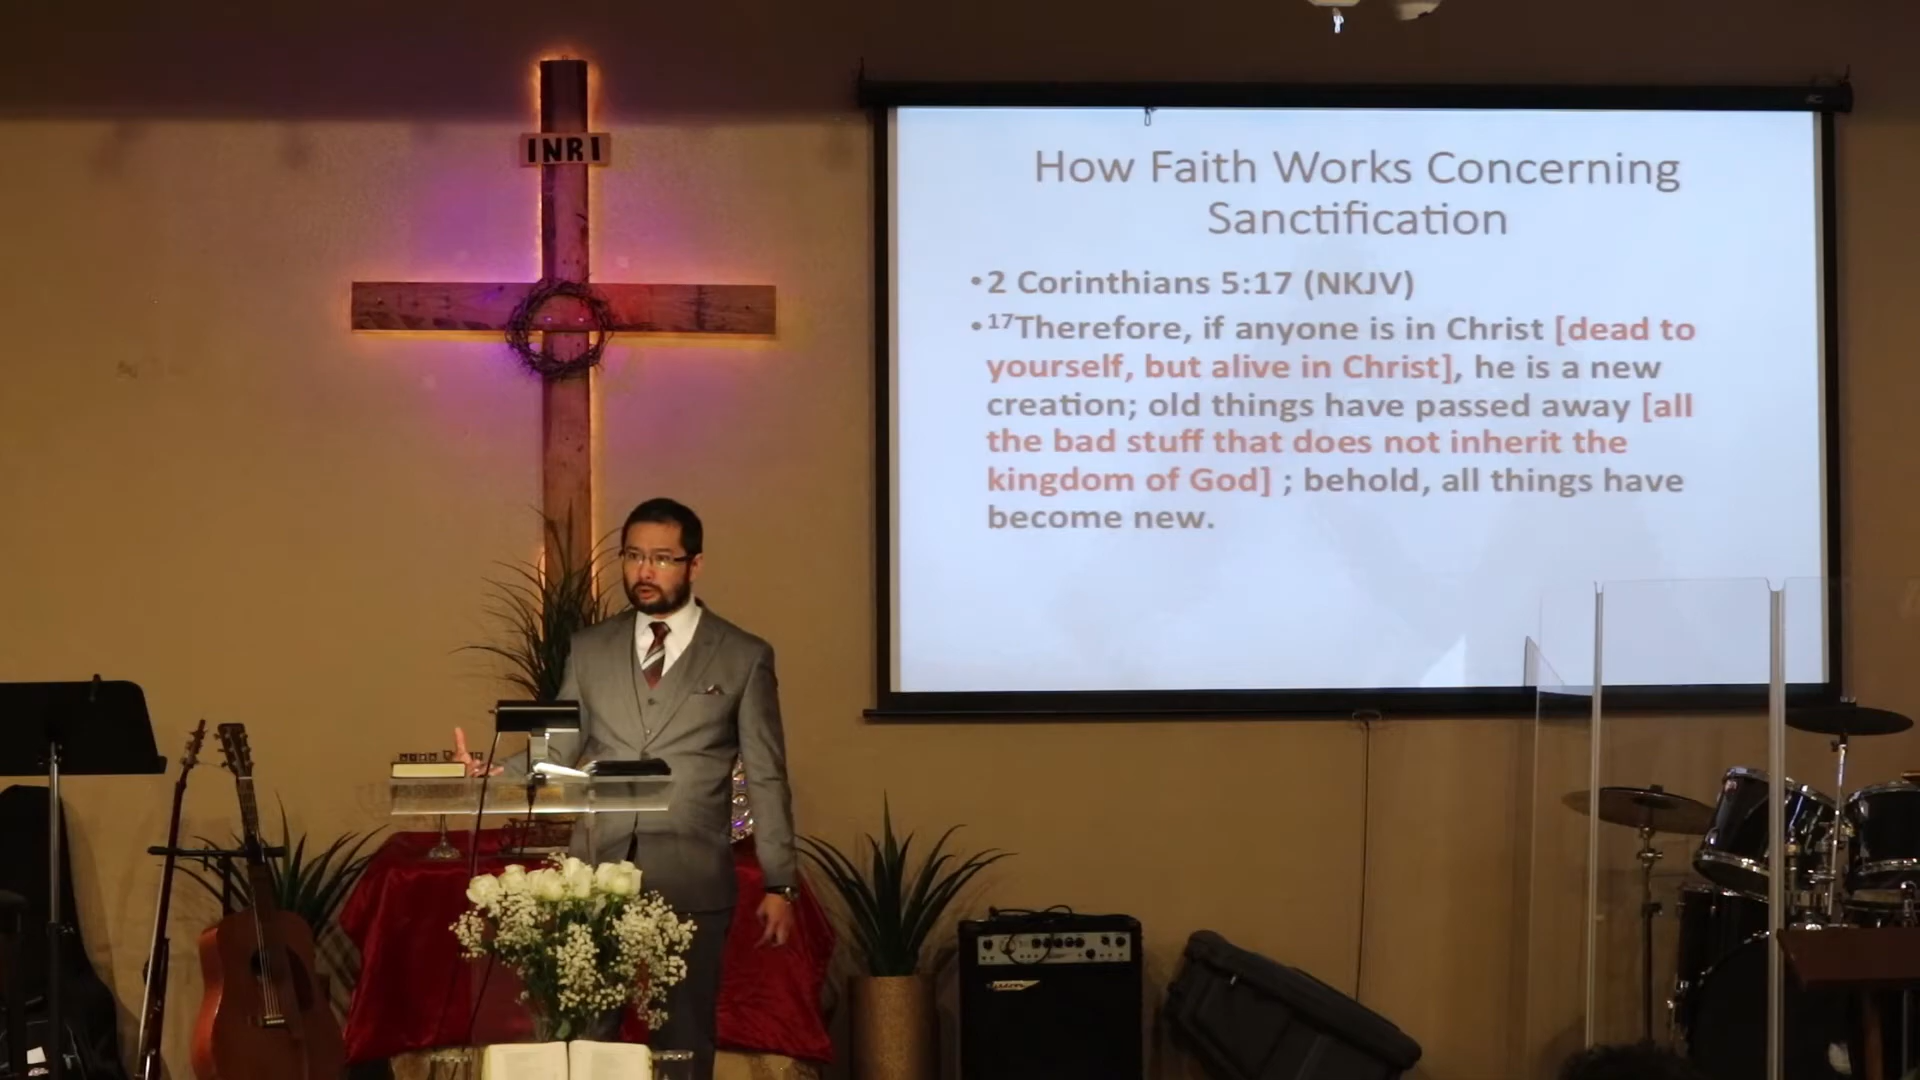 INRI
How Faith Works Concerning
Sanctification
•2 Corinthians 5:17 (NKJV)
•17Therefore, if anyone is in Christ [dead to
yourself, but alive in Christ], he is a new
creation; old things have passed away [all
the bad stuff that does not inherit the
kingdom of God] ; behold, all things have
become new.